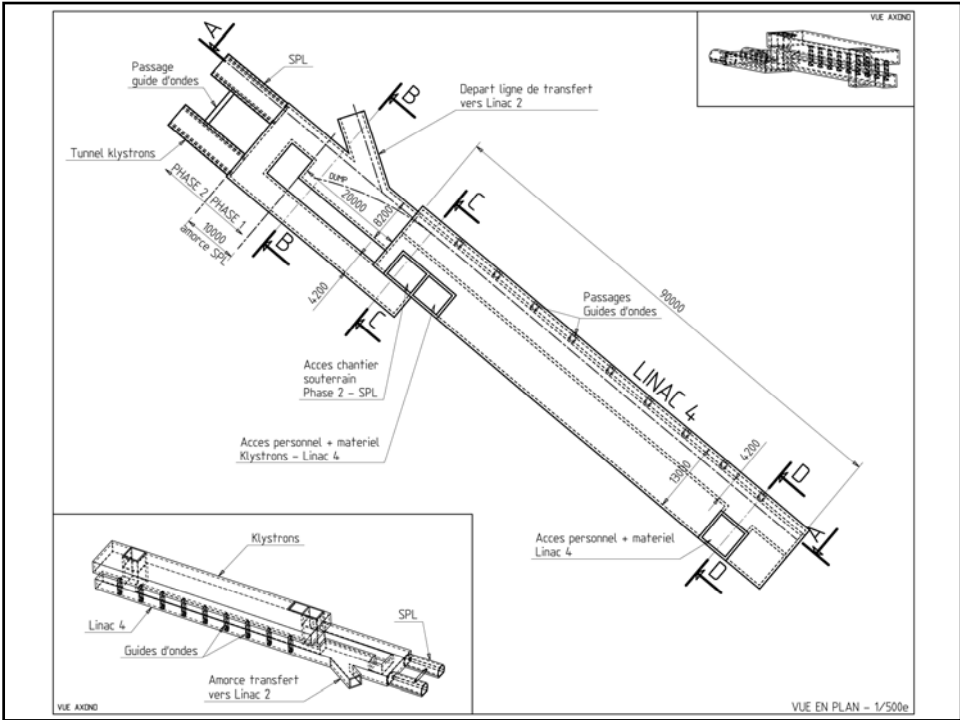 VUE AXONO
A
SPL
Passage
guide d'ondes
B
Depart ligne de transfert
vers Linac 2
Tunnel klystrons
PHASE 2
PHASE 1
10000
amorce SPL
DUMP
20000
8200
C
B
4200
C
90000
Passages
Guides d'ondes
LINAC 4
Acces chantier
souterrain
Phase 2 - SPL
Acces personnel + materiel
Klystrons - Linac 4
13000
4200
D
A
Acces personnel + materiel
Linac 4
D
Klystrons
Linac 4
SPL
Guides d'ondes
Amorce transfert
vers Linac 2
VUE AXONO
VUE EN PLAN - 1/500e